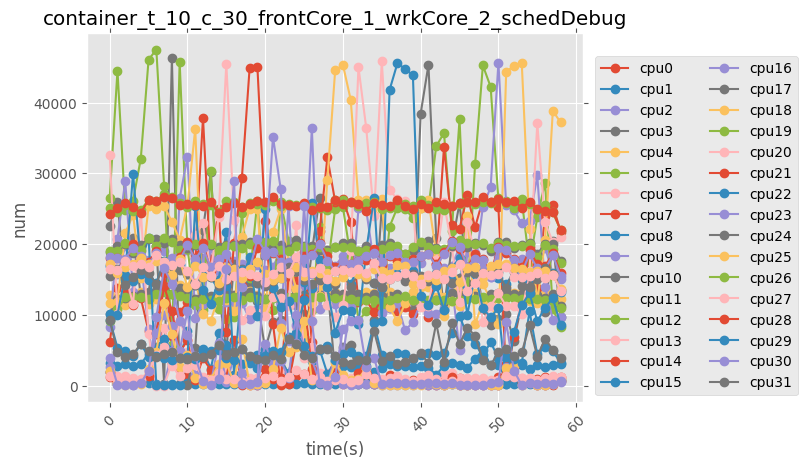 container_t_10_c_30_frontCore_1_wrkCore_2_schedDebug
num
40000
30000
20000
10000
0
0
10
20
30
40
50
60
time(s)
cpu0
cpu1
cpu2
cpu3
cpu4
cpu5
cpu6
cpu7
cpu8
cpu9
cpu10
cpu11
cpu12
cpu13
cpu14
cpu15
cpu16
cpu17
cpu18
cpu19
cpu20
cpu21
cpu22
cpu23
cpu24
cpu25
cpu26
cpu27
cpu28
cpu29
cpu30
cpu31